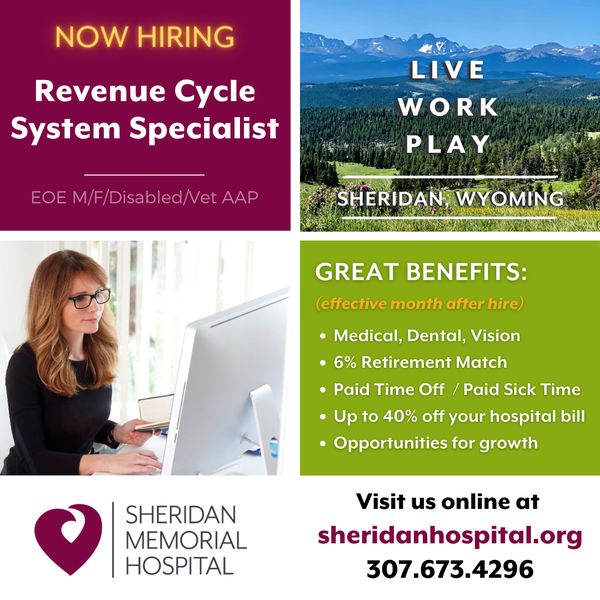 NOW HIRING
Revenue Cycle
System Specialist
EOE M/F/Disabled/Vet AAP
LIVE
WORK
PLAY
SHERIDAN, WYOMING
GREAT BENEFITS:
(effective month after hire)
• Medical, Dental, Vision
• 6% Retirement Match
• Paid Time Off / Paid Sick Time
• Up to 40% off your hospital bill
• Opportunities for growth
SHERIDAN
MEMORIAL
HOSPITAL
Visit us online at
sheridanhospital.org
307.673.4296